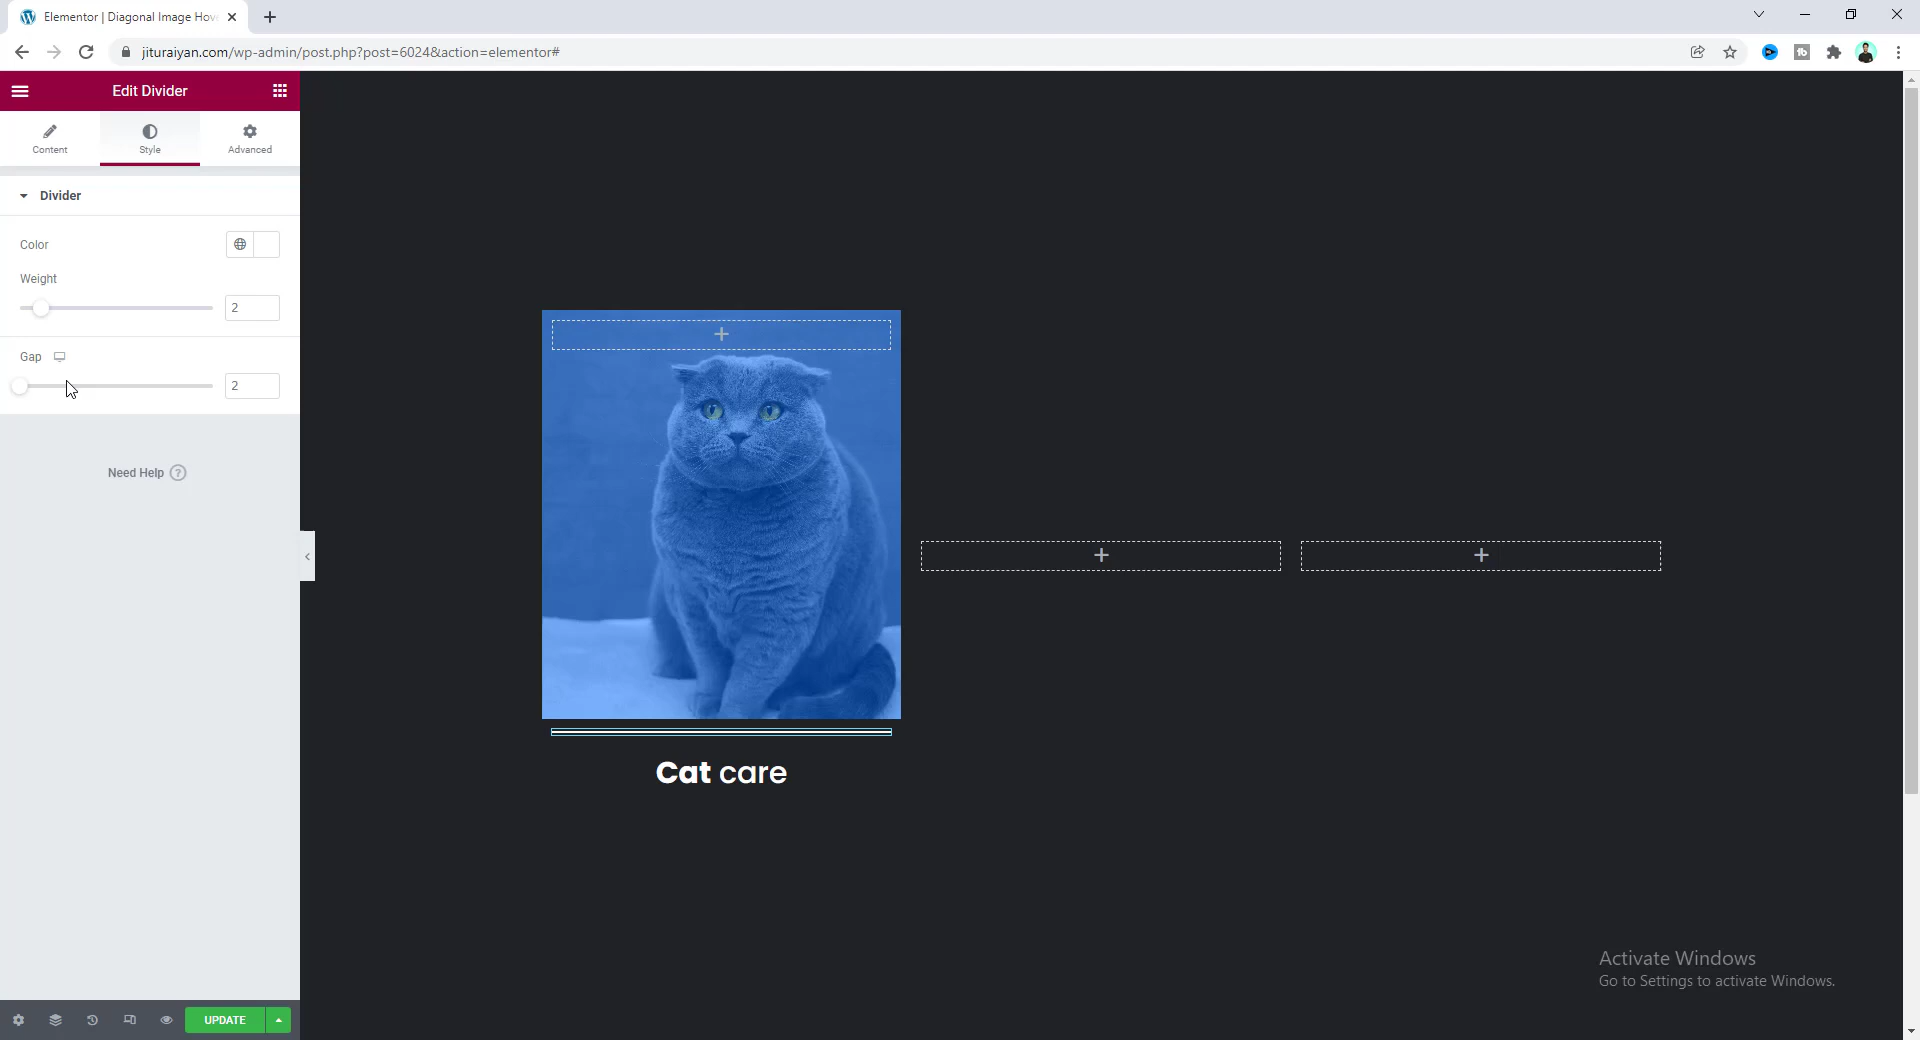 Elementor | Diagonal Image Hov
jituraiyan.com/wp-admin/post.php?post=6024&action=elementor#
Edit Divider
Content
Style
Advanced
Divider
Color
Weight
2
Gap
2
Need Help ?
Cat care
Activate Windows
Go to Settings to activate Windows.
UPDATE